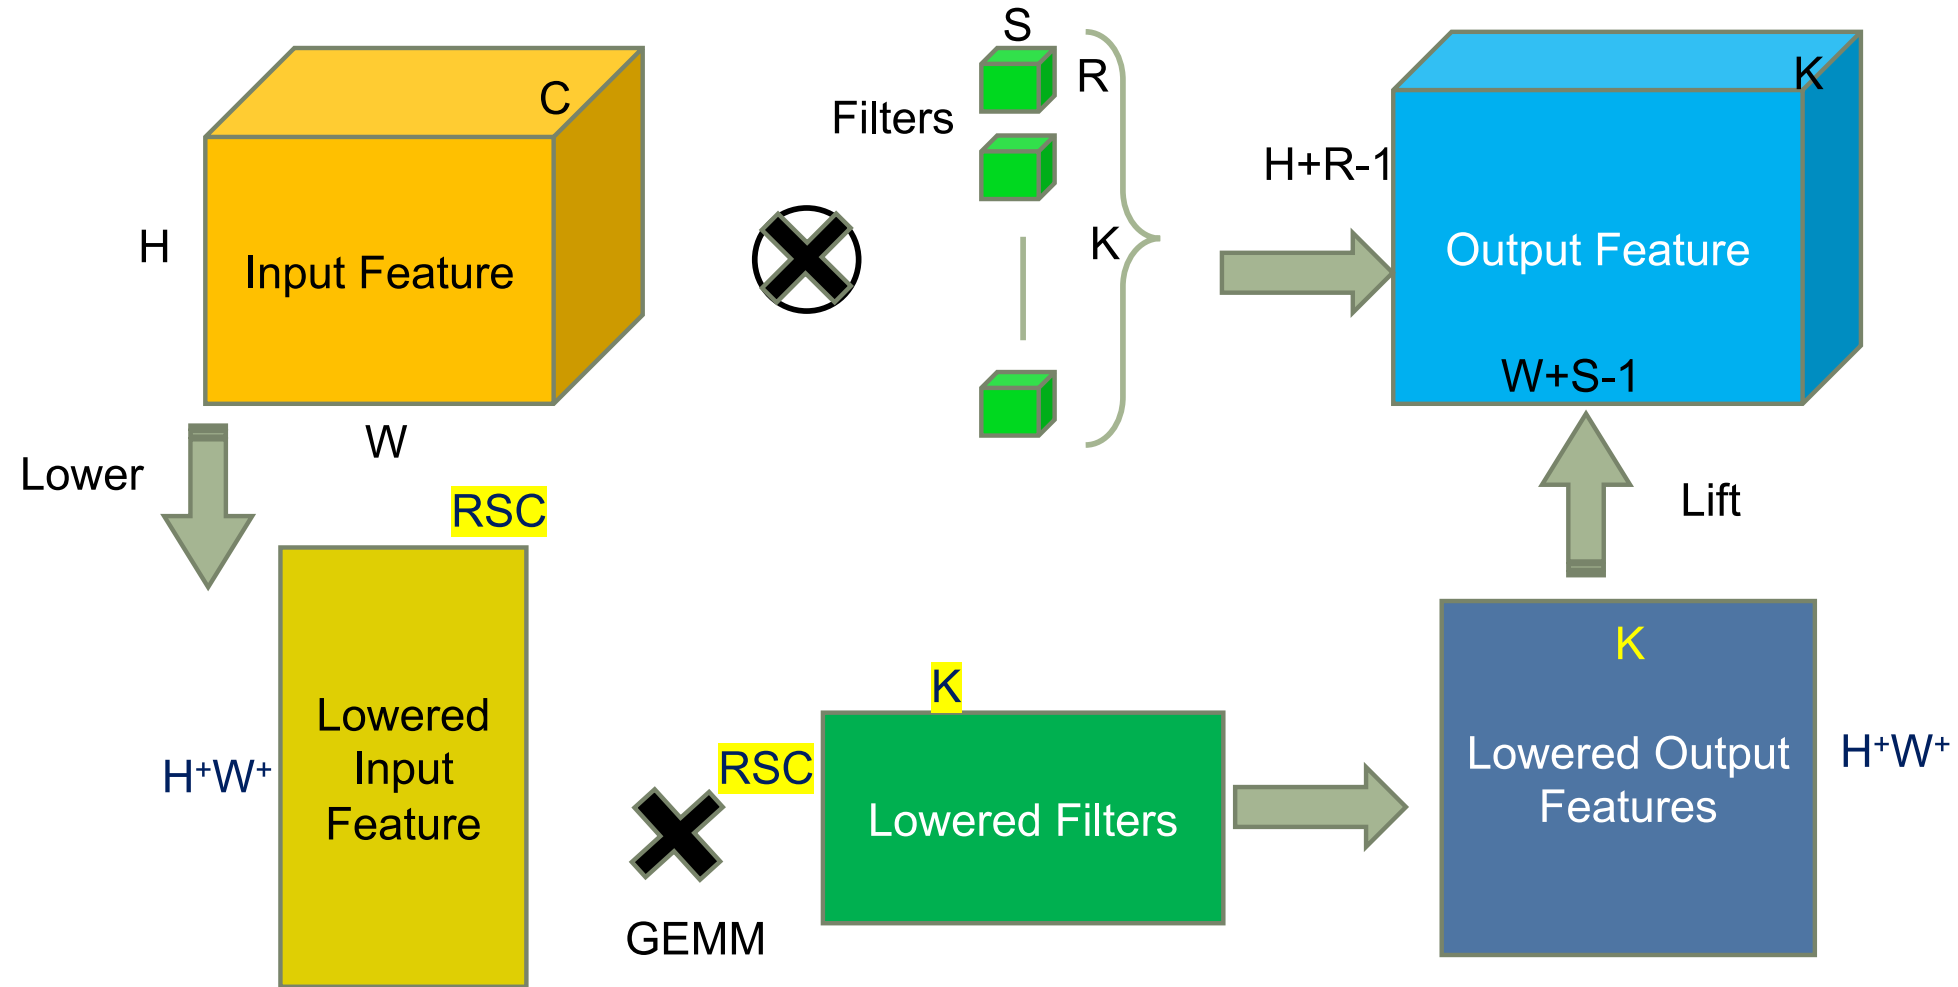 S
K
C
R
Filters
H+R-1
H
Input Feature
K
Output Feature
W+S-1
W
Lower
RSC
Lift
K
K
Lowered
Input
Feature
H⁺W⁺
RSC
Lowered Filters
Lowered Output
Features
H⁺W⁺
GEMM